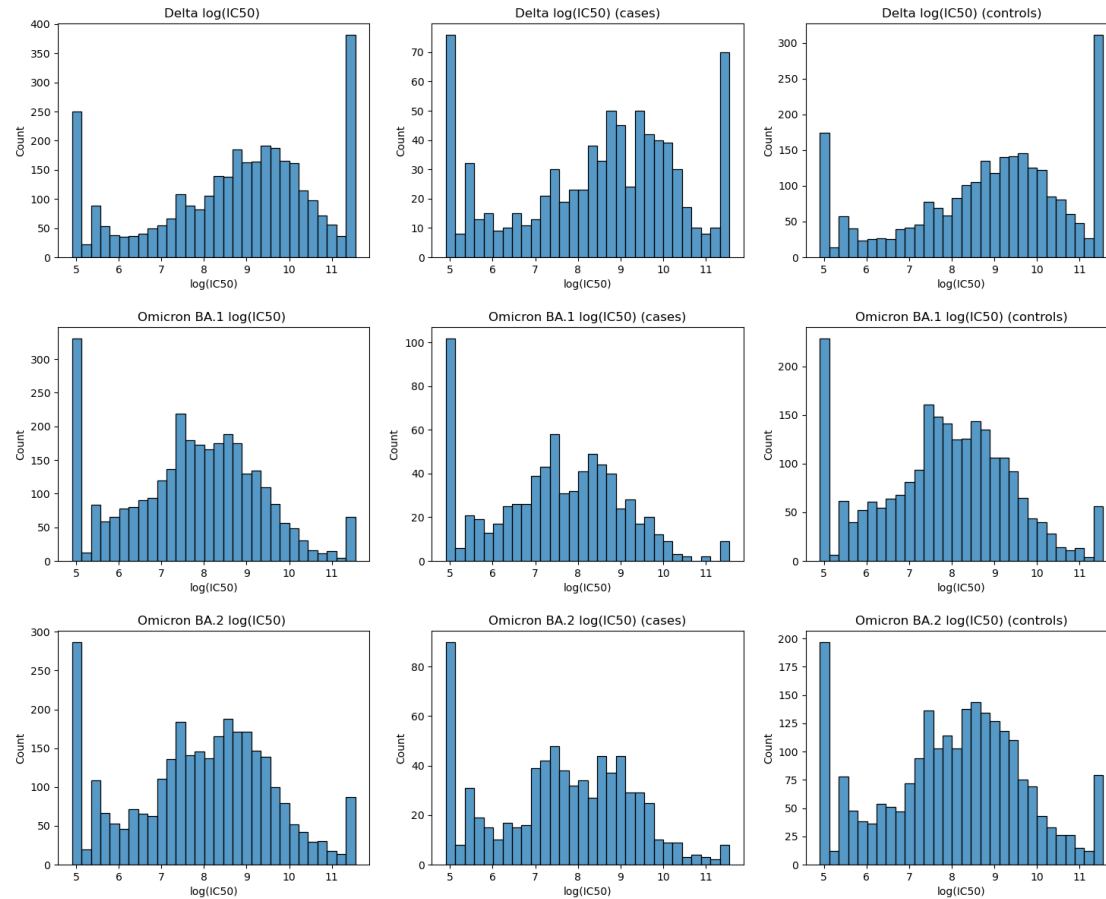 Delta log(IC50)
400
350
300
250
200
150
100
50
0
Count
5 6 7 8 9 10 11
log(IC50)
Delta log(IC50) (cases)
70
60
50
40
30
20
10
0
Count
5 6 7 8 9 10 11
log(IC50)
Delta log(IC50) (controls)
300
250
200
150
100
50
0
Count
5 6 7 8 9 10 11
log(IC50)
Omicron BA.1 log(IC50)
300
250
200
150
100
50
0
Count
5 6 7 8 9 10 11
log(IC50)
Omicron BA.1 log(IC50) (cases)
100
80
60
40
20
0
Count
5 6 7 8 9 10 11
log(IC50)
Omicron BA.1 log(IC50) (controls)
200
150
100
50
0
Count
5 6 7 8 9 10 11
log(IC50)
Omicron BA.2 log(IC50)
300
250
200
150
100
50
0
Count
5 6 7 8 9 10 11
log(IC50)
Omicron BA.2 log(IC50) (cases)
80
60
40
20
0
Count
5 6 7 8 9 10 11
log(IC50)
Omicron BA.2 log(IC50) (controls)
200
175
150
125
100
75
50
25
0
Count
5 6 7 8 9 10 11
log(IC50)